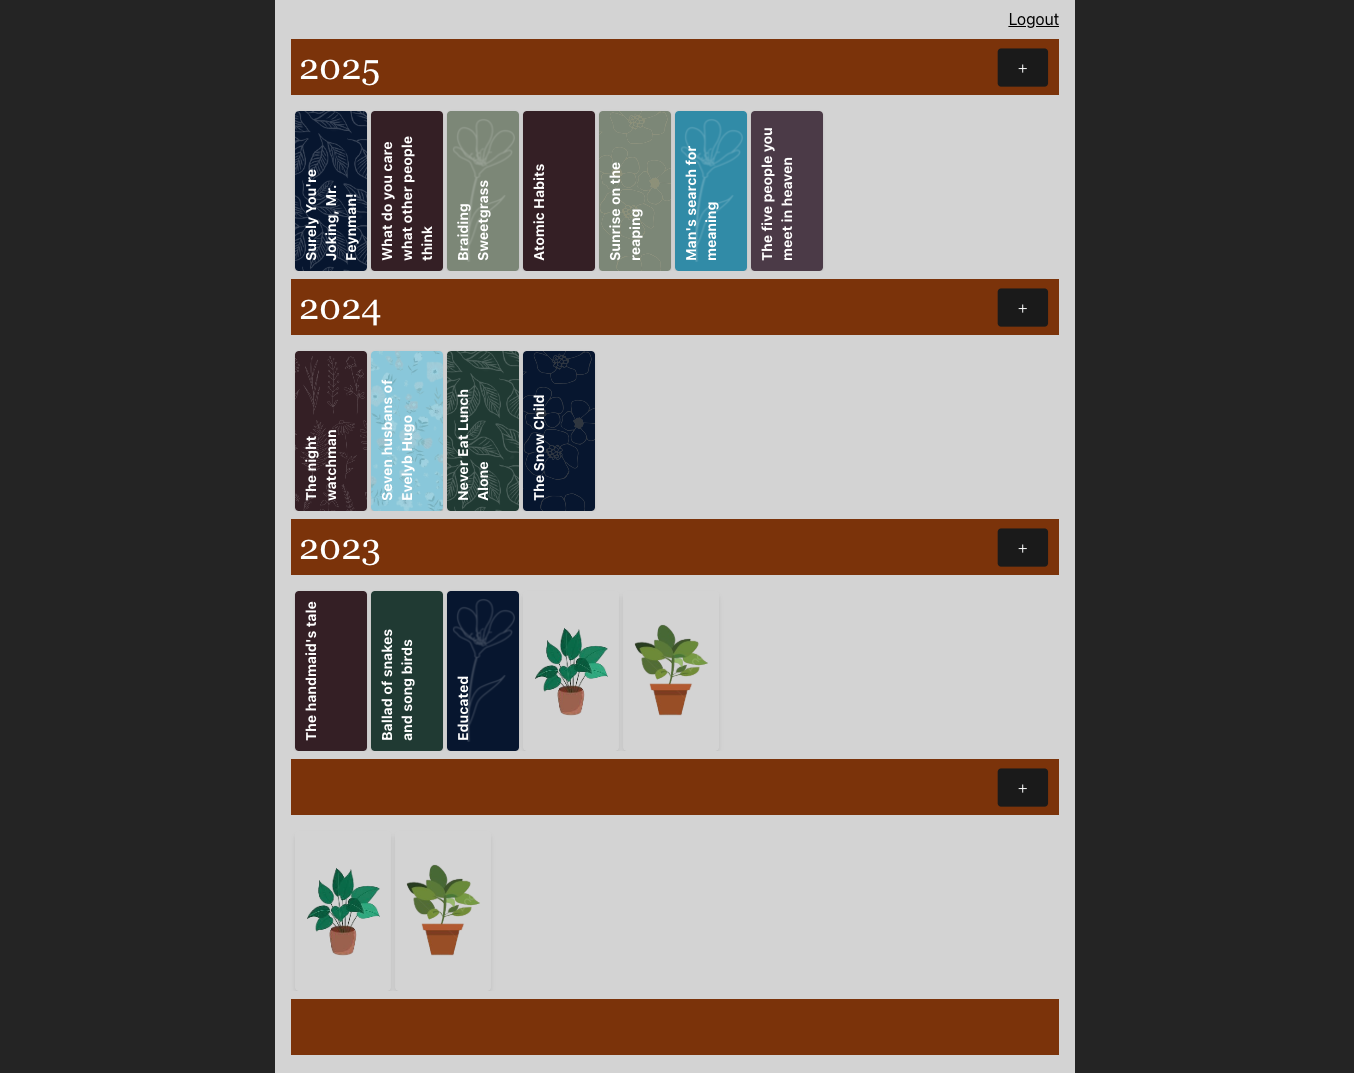 Logout
2025
+
Surely You're
Joking, Mr.
Feynman!
What do you care
what other people
think
Braiding
Sweetgrass
Atomic Habits
Sunrise on the
reaping
Man's search for
meaning
The five people you
meet in heaven
2024
+
The night
watchman
Seven husbans of
Evelyb Hugo
Never Eat Lunch
Alone
The Snow Child
2023
+
The handmaid's tale
Ballad of snakes
and song birds
Educated
+